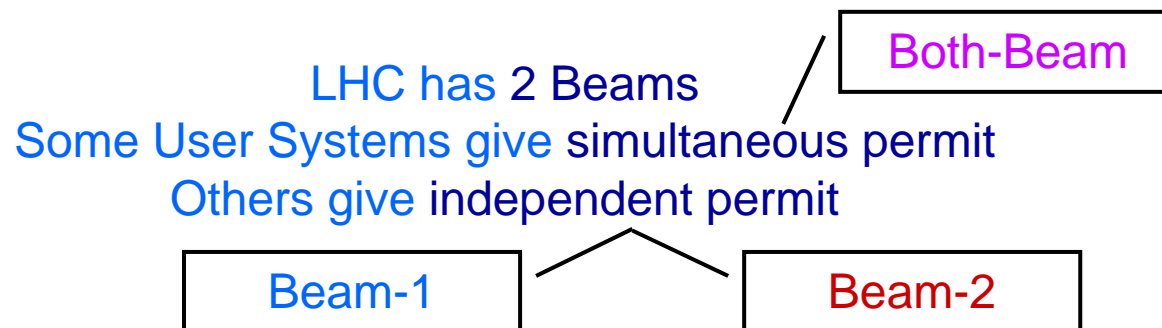 Both-Beam
LHC has 2 Beams
Some User Systems give simultaneous permit
Others give independent permit
Beam-1
Beam-2